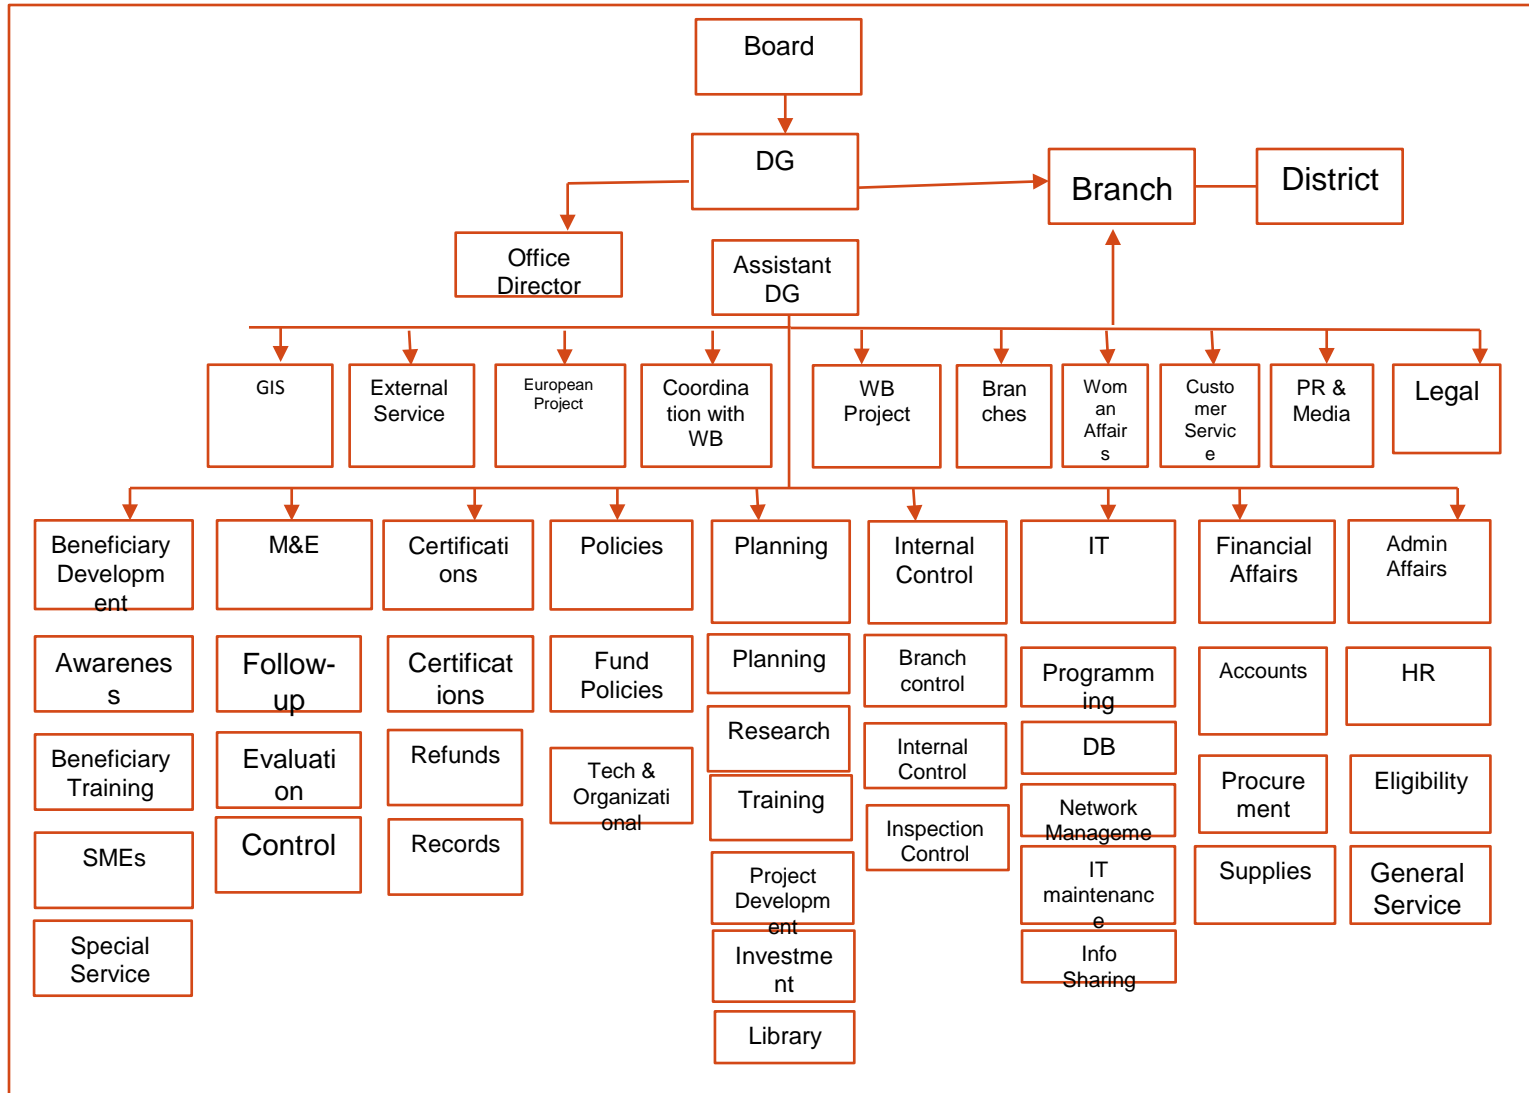 Board
DG
Branch
District
Office
Director
Assistant
DG
GIS
External
Service
European
Project
Coordina
tion with
WB
WB
Project
Bran
ches
Wom
an
Affair
s
Custo
mer
Servic
e
PR &
Media
Legal
Beneficiary
Developm
ent
M&E
Certificati
ons
Policies
Planning
Internal
Control
IT
Financial
Affairs
Admin
Affairs
Awarenes
s
Follow-
up
Certificat
ions
Fund
Policies
Planning
Branch
control
Programm
ing
Accounts
HR
Beneficiary
Training
Evaluati
on
Refunds
Tech &
Organizati
onal
Research
Internal
Control
DB
Procure
ment
Eligibility
Training
Network
Manageme
SMEs
Control
Records
Inspection
Control
Project
Developm
ent
IT
maintenanc
e
Supplies
General
Service
Special
Service
Investme
nt
Info
Sharing
Library